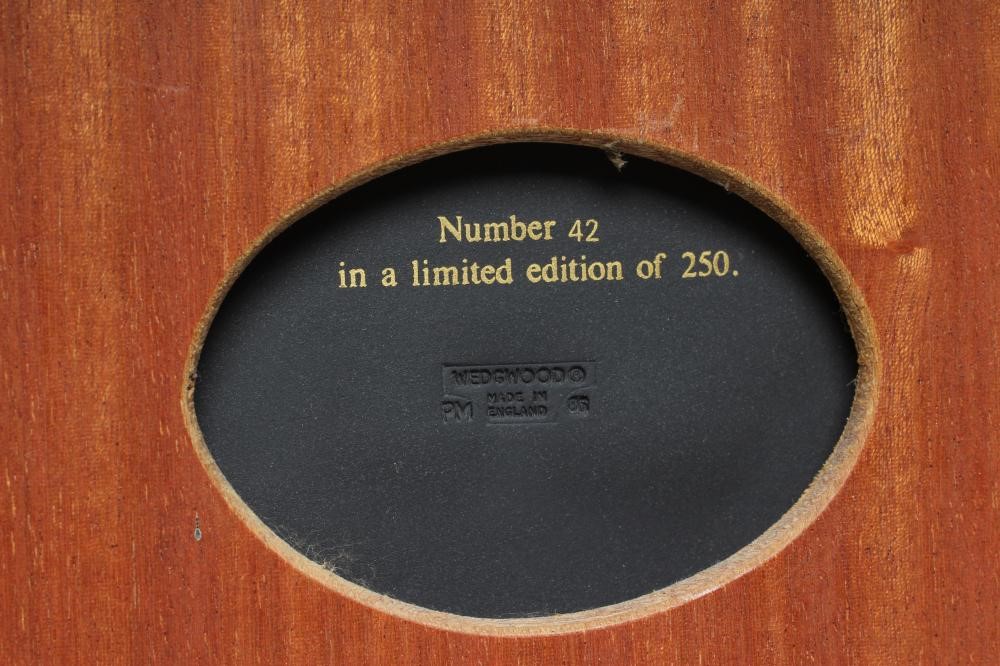 Number 42
in a limited edition of 250.
WEDGWOOD®
MADE IN
PM ENGLAND